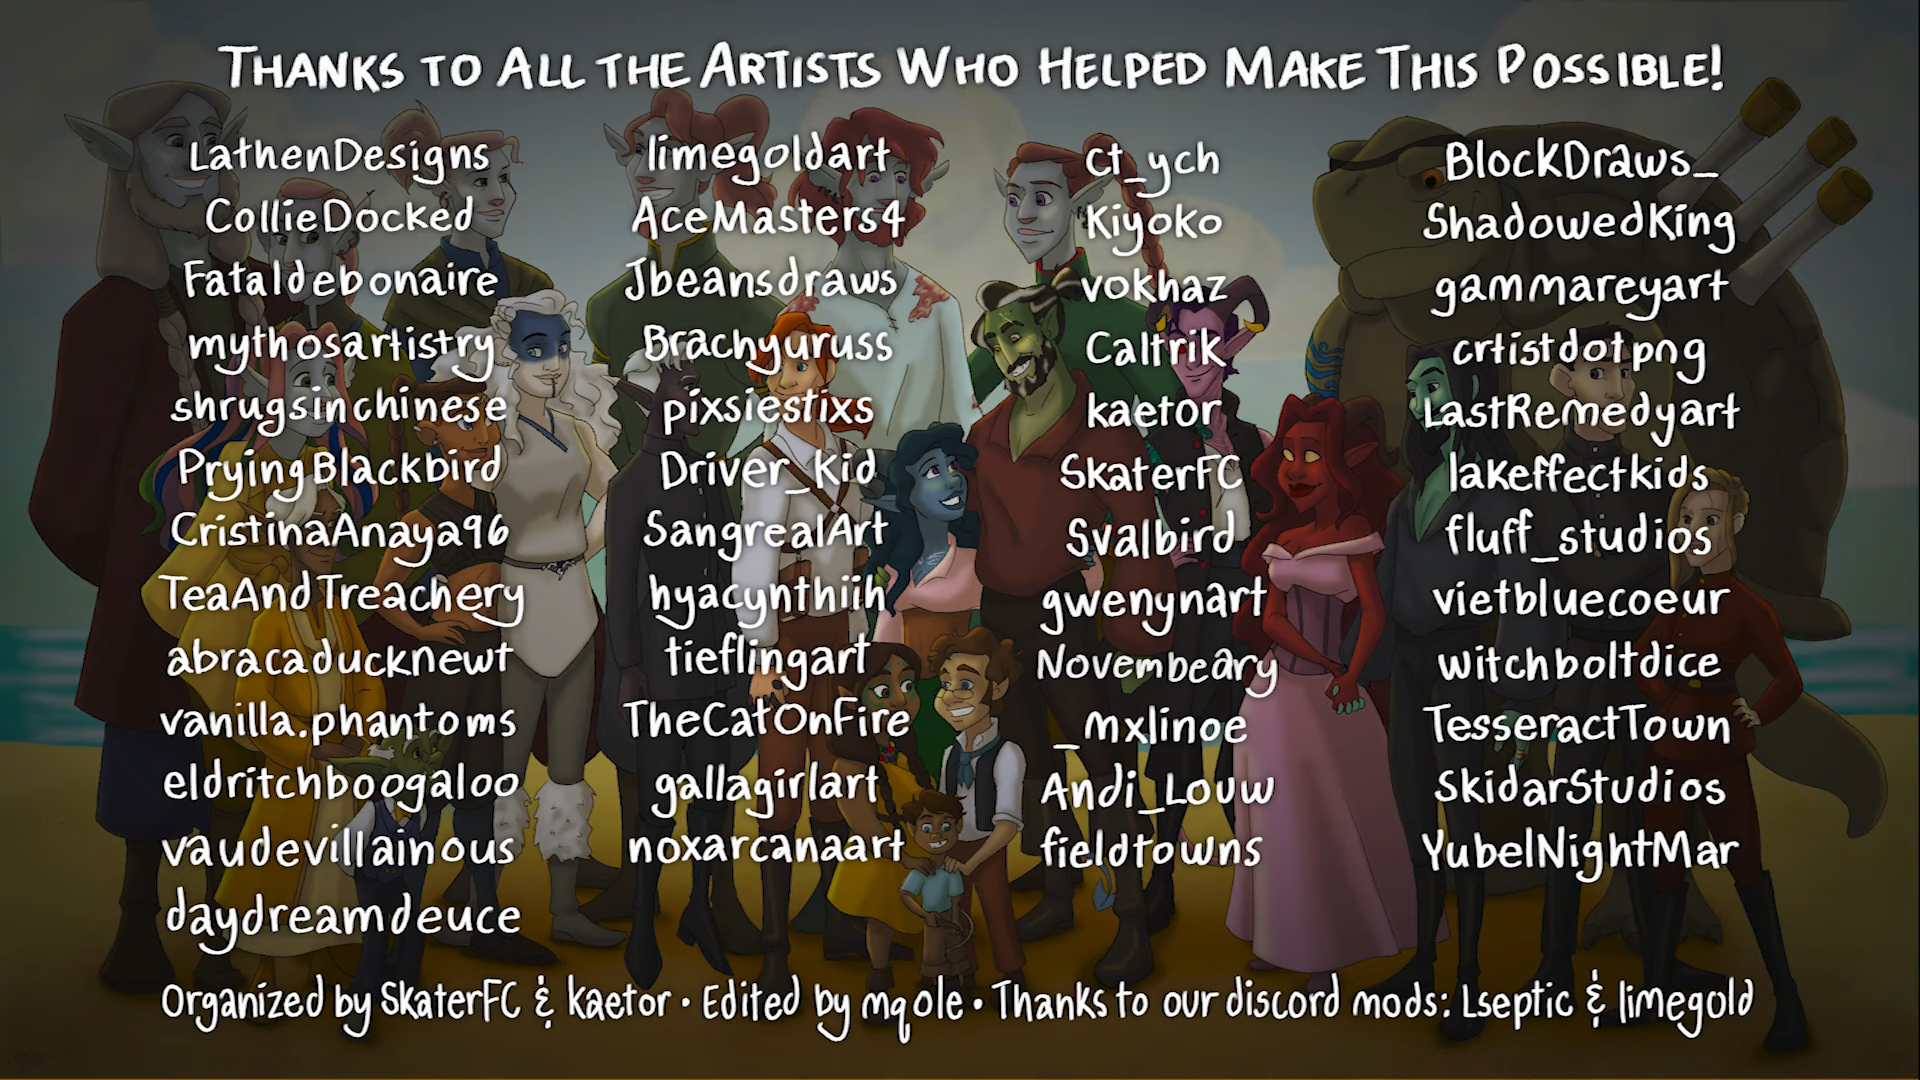 Thanks to All the Artists Who Helped Make This Possible!
LathenDesigns
CollieDocked
Fataldebonaire
mythosartistry
shrugsinchinese
PryingBlackbird
CristinaAnaya96
TeaAndTreachery
abracaducknewt
vanilla.phantoms
eldritchboogaloo
vaudevillainous
daydreamdeuce
limegoldart
AceMasters4
Jbeansdraws
Brachyuruss
pixsiestixs
Driver_Kid
SangrealArt
hyacynthiih
tieflingart
TheCatOnFire
gallagirlart
noxarcanaart
ct_ych
Kiyoko
vokhaz
Caltrik
kaetor
SkaterFC
Svalbird
gwenynart
Novembeary
_mxlinoe
Andi_Louw
fieldtowns
BlockDraws_
ShadowedKing
gammareyart
crtistdotpng
LastRemedyart
lakeffectkids
fluff_studios
vietbluecoeur
witchboltdice
TesseractTown
SkidarStudios
YubelNightMar
Organized by SkaterFC & kaetor • Edited by mqole • Thanks to our discord mods: Lseptic & limegold